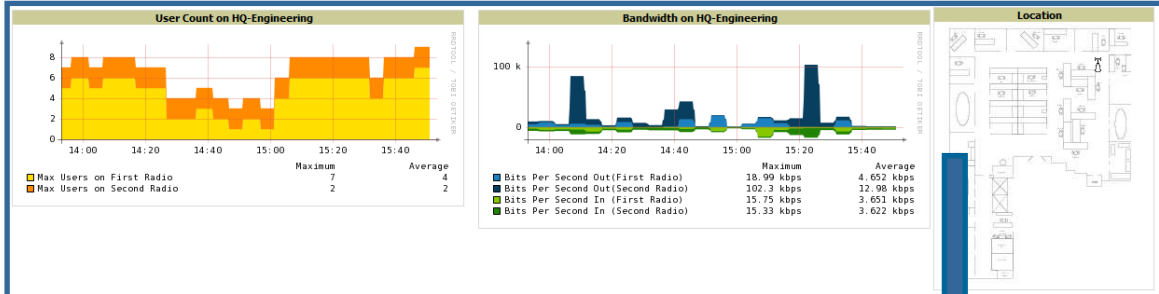 User Count on HQ-Engineering
8
6
4
2
0
14:00 14:20 14:40 15:00 15:20 15:40
Maximum Average
Max Users on First Radio 7 4
Max Users on Second Radio 2 2
RRDTOOL / TOBI OETIKER
Bandwidth on HQ-Engineering
100 k
0
14:00 14:20 14:40 15:00 15:20 15:40
Maximum Average
Bits Per Second Out(First Radio) 18.99 kbps 4.652 kbps
Bits Per Second Out(Second Radio) 102.3 kbps 12.98 kbps
Bits Per Second In (First Radio) 15.75 kbps 3.651 kbps
Bits Per Second In (Second Radio) 15.33 kbps 3.622 kbps
RRDTOOL / TOBI OETIKER
Location